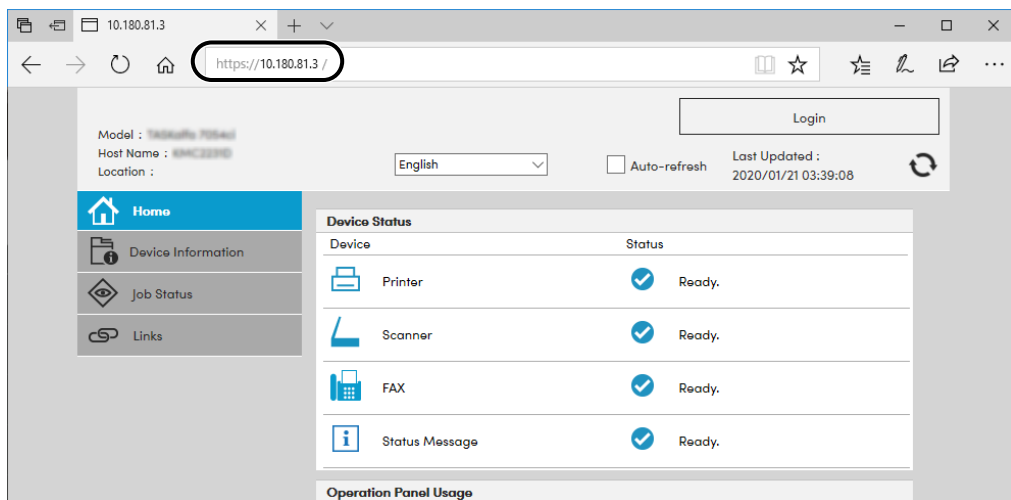 10.180.81.3
https://10.180.81.3 /
Login
Model :
Host Name :
Location :
English
Auto-refresh
Last Updated :
2020/01/21 03:39:08
Home
Device Information
Job Status
Links
Device Status
Device Status
Printer Ready.
Scanner Ready.
FAX Ready.
Status Message Ready.
Operation Panel Usage